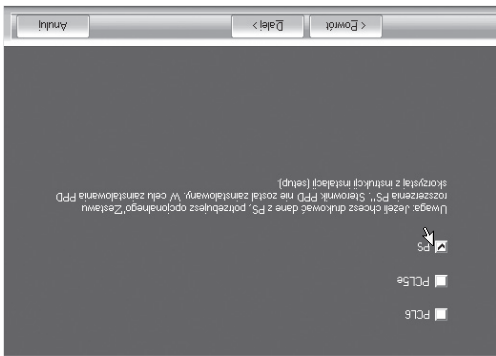 PCL6
PCL5e
PS
Uwaga: Jeżeli chcesz drukować dane z PS, potrzebujesz opcjonalnego"Zestawu
rozszerzenia PS". Sterownik PPD nie został zainstalowany. W celu zainstalowania PPD
skorzystaj z instrukcji instalacji (setup).
< Powrót
Dalej >
Anuluj